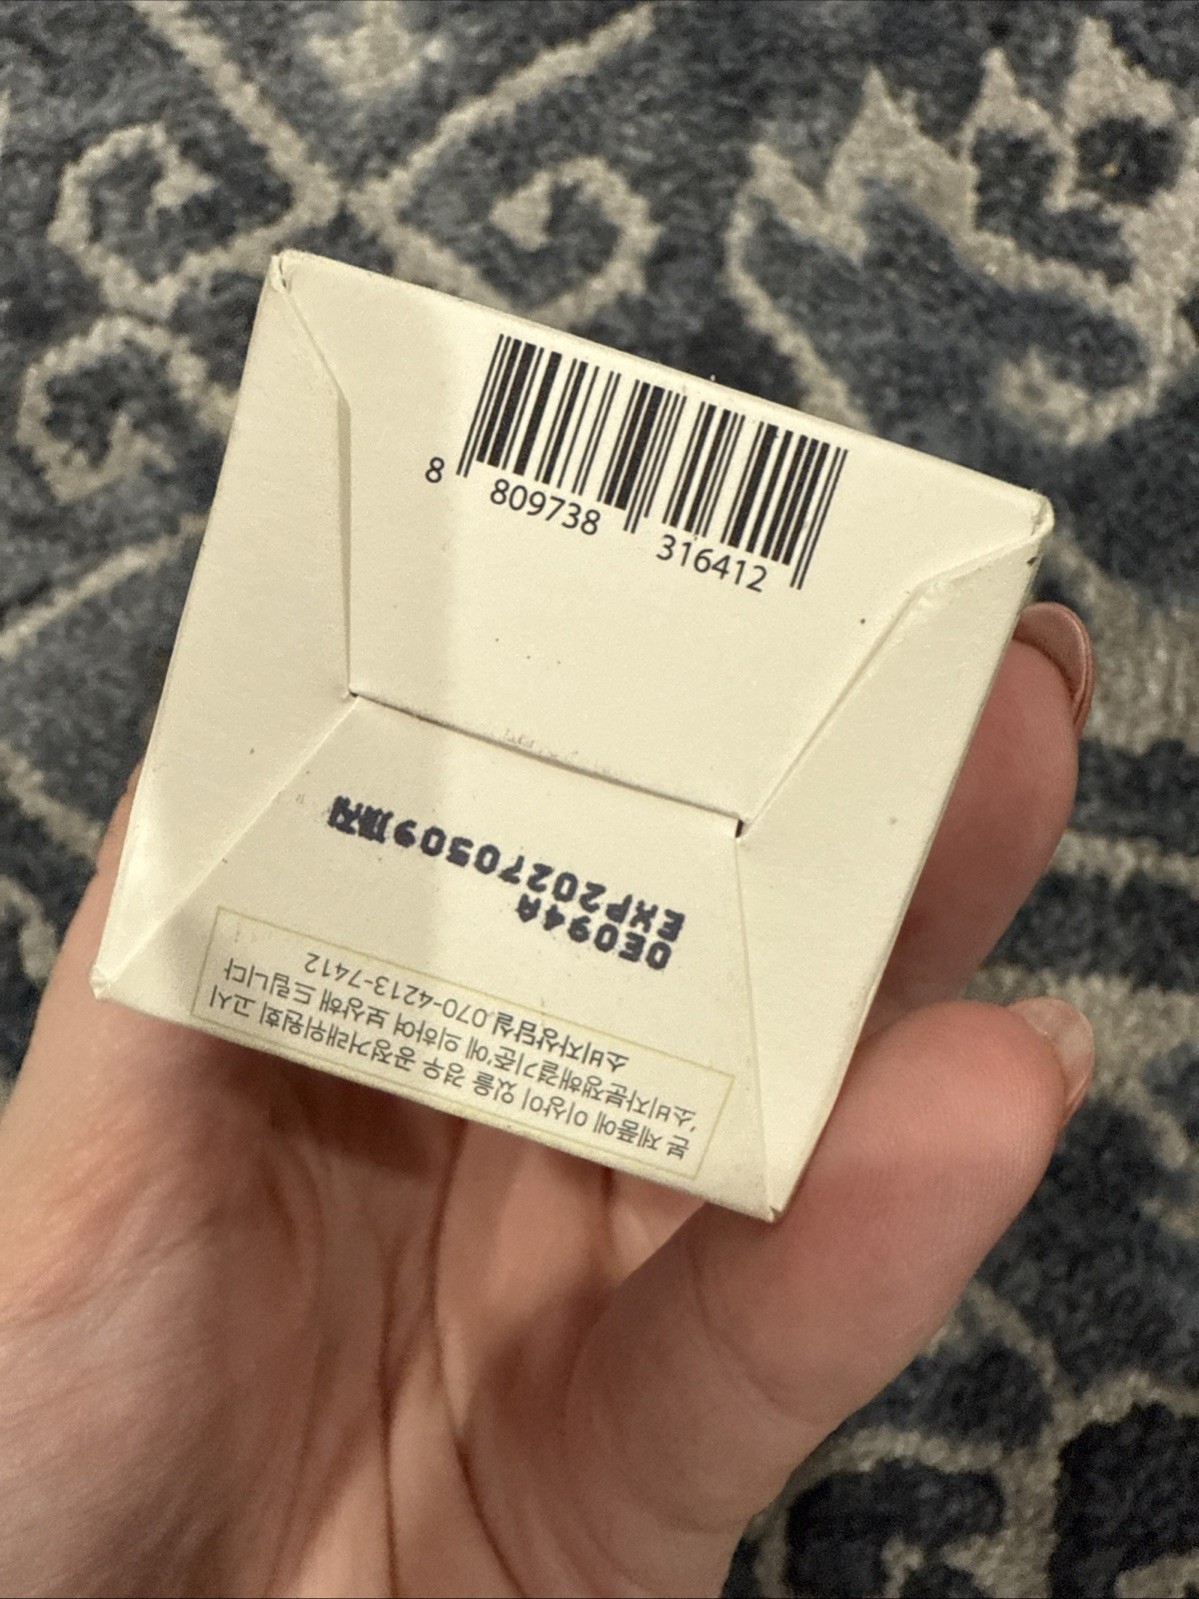 8 809738 316412
OE094A
EXP20270509까지
본 제품에 이상이 있을 경우 공정거래위원회 고시
'소비자분쟁해결기준'에 의하여 보상해 드립니다
소비자상담실.070-4213-7412